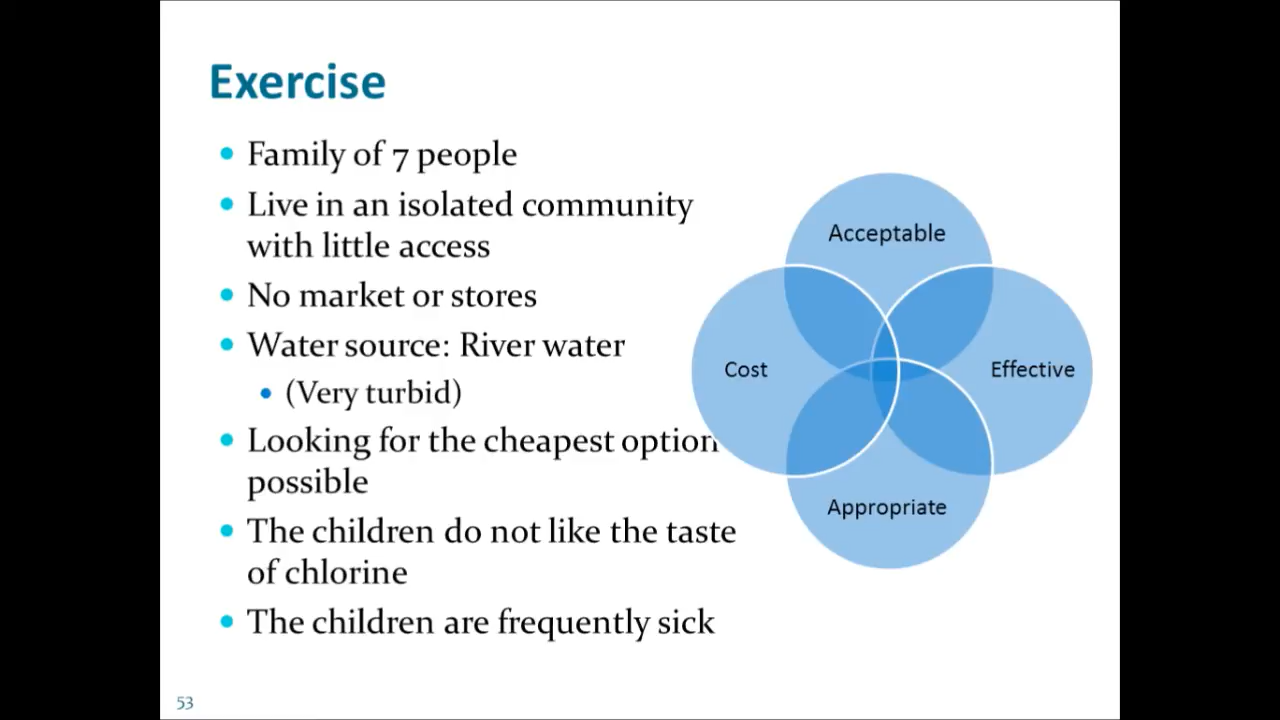 Exercise
Family of 7 people
Live in an isolated community
with little access
No market or stores
Water source: River water
(Very turbid)
Looking for the cheapest option
possible
The children do not like the taste
of chlorine
The children are frequently sick
Acceptable
Cost
Effective
Appropriate
53